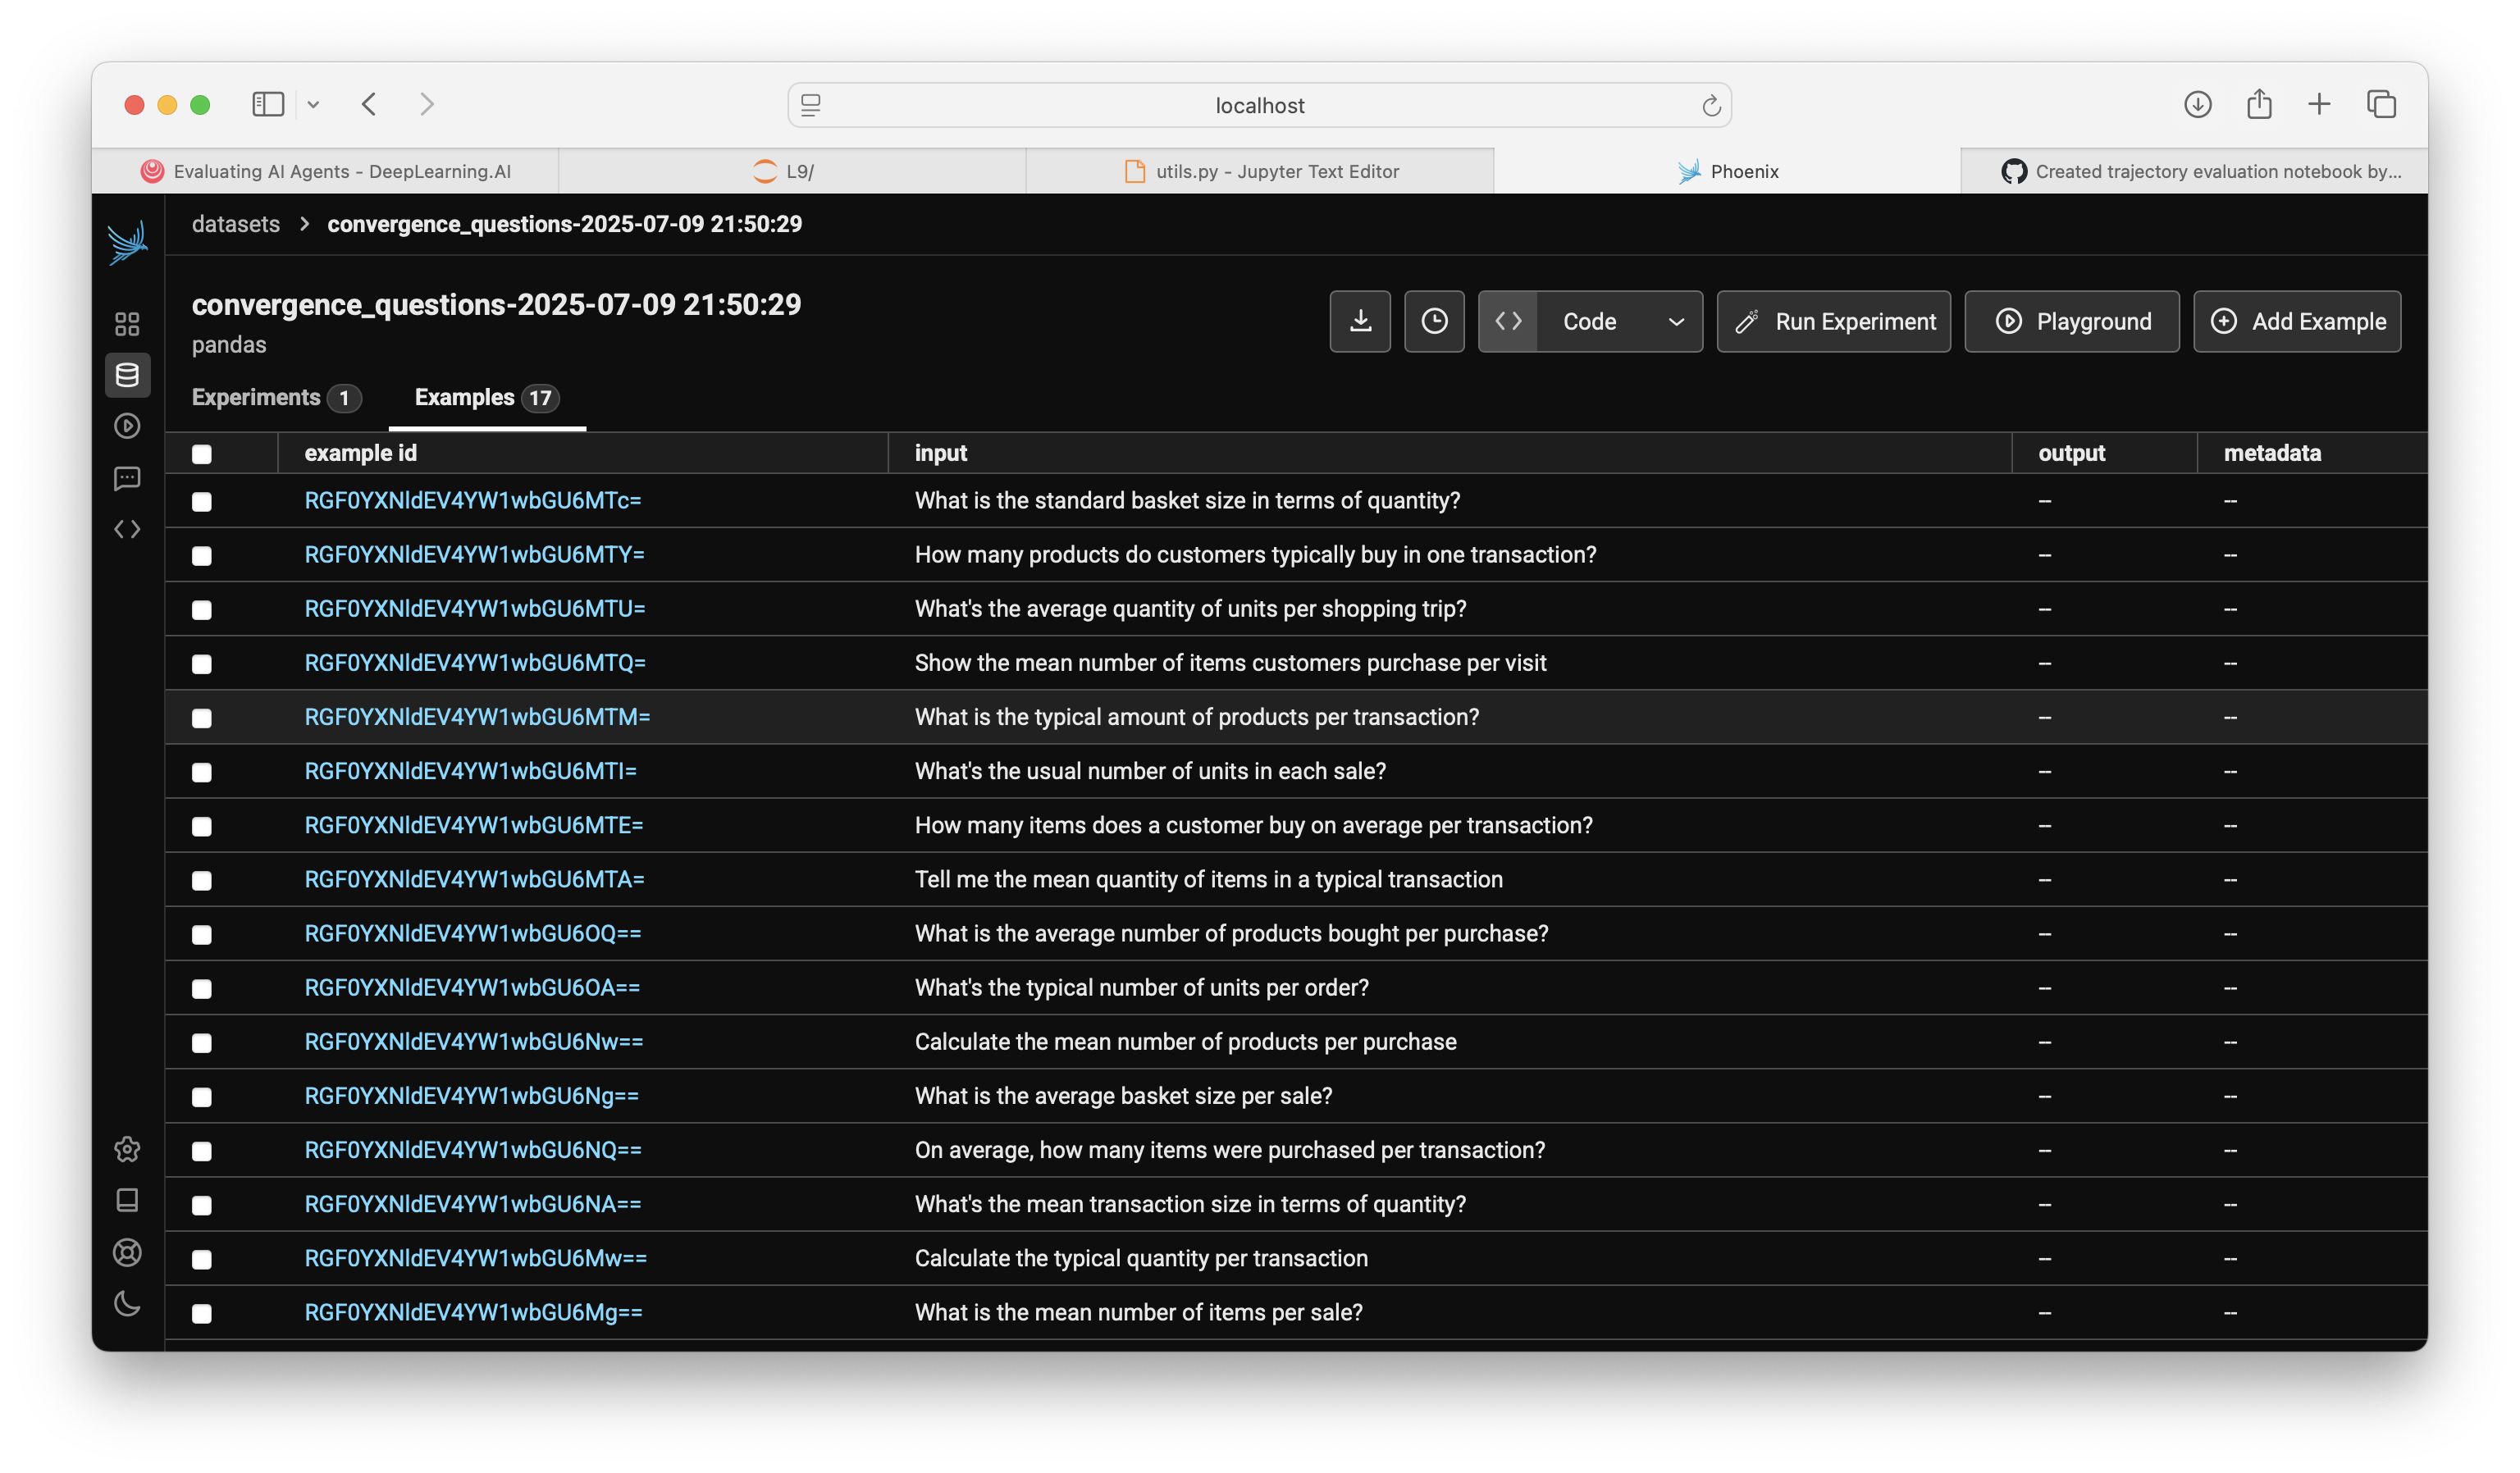 localhost
Evaluating AI Agents - DeepLearning.AI
L9/
utils.py - Jupyter Text Editor
Phoenix
Created trajectory evaluation notebook by...
datasets > convergence_questions-2025-07-09 21:50:29
convergence_questions-2025-07-09 21:50:29
pandas
Code
Run Experiment
Playground
Add Example
Experiments 1
Examples 17
example id input output metadata
RGF0YXNldEV4YW1wbGU6MTc= What is the standard basket size in terms of quantity? -- --
RGF0YXNldEV4YW1wbGU6MTY= How many products do customers typically buy in one transaction? -- --
RGF0YXNldEV4YW1wbGU6MTU= What's the average quantity of units per shopping trip? -- --
RGF0YXNldEV4YW1wbGU6MTQ= Show the mean number of items customers purchase per visit -- --
RGF0YXNldEV4YW1wbGU6MTM= What is the typical amount of products per transaction? -- --
RGF0YXNldEV4YW1wbGU6MTI= What's the usual number of units in each sale? -- --
RGF0YXNldEV4YW1wbGU6MTE= How many items does a customer buy on average per transaction? -- --
RGF0YXNldEV4YW1wbGU6MTA= Tell me the mean quantity of items in a typical transaction -- --
RGF0YXNldEV4YW1wbGU6OQ== What is the average number of products bought per purchase? -- --
RGF0YXNldEV4YW1wbGU6OA== What's the typical number of units per order? -- --
RGF0YXNldEV4YW1wbGU6Nw== Calculate the mean number of products per purchase -- --
RGF0YXNldEV4YW1wbGU6Ng== What is the average basket size per sale? -- --
RGF0YXNldEV4YW1wbGU6NQ== On average, how many items were purchased per transaction? -- --
RGF0YXNldEV4YW1wbGU6NA== What's the mean transaction size in terms of quantity? -- --
RGF0YXNldEV4YW1wbGU6Mw== Calculate the typical quantity per transaction -- --
RGF0YXNldEV4YW1wbGU6Mg== What is the mean number of items per sale? -- --